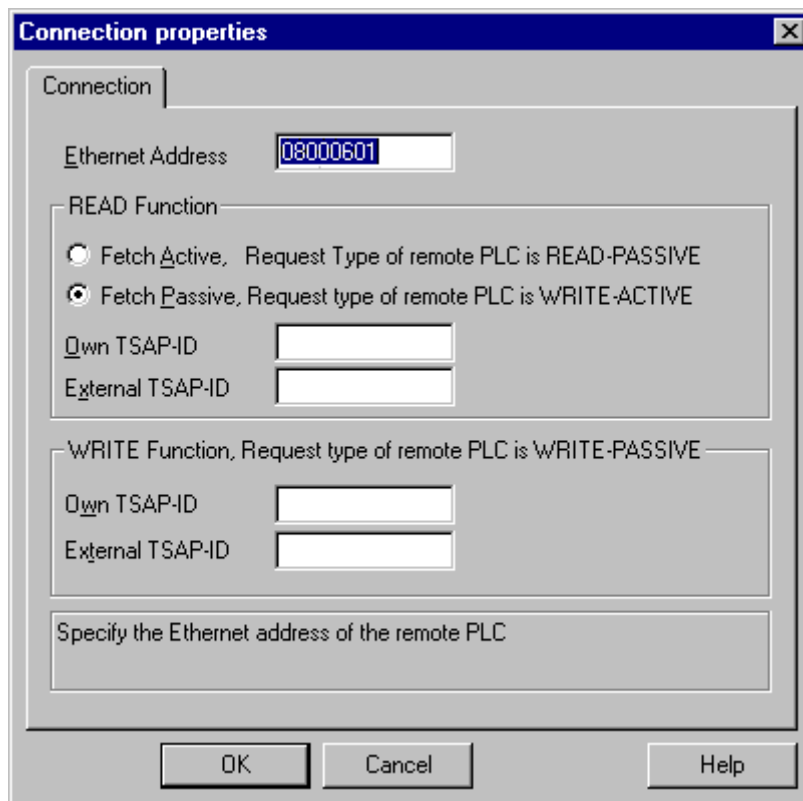 Connection properties
Connection
Ethernet Address 08000601
READ Function
Fetch Active, Request Type of remote PLC is READ-PASSIVE
Fetch Passive, Request type of remote PLC is WRITE-ACTIVE
Own TSAP-ID
External TSAP-ID
WRITE Function, Request type of remote PLC is WRITE-PASSIVE
Own TSAP-ID
External TSAP-ID
Specify the Ethernet address of the remote PLC
OK Cancel Help